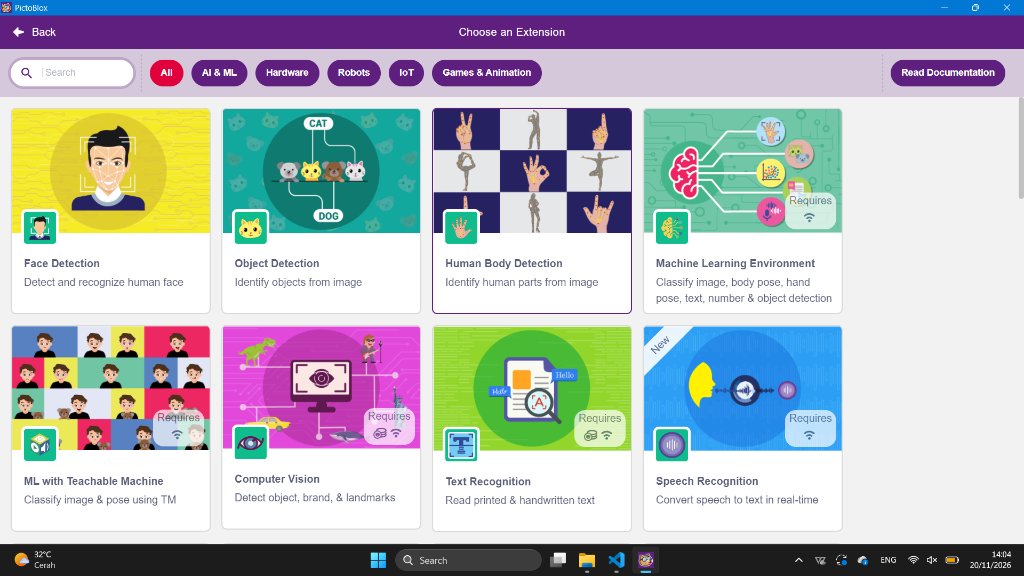 PictoBlox
Back
Choose an Extension
Search
All
AI & ML
Hardware
Robots
IoT
Games & Animation
Read Documentation
Face Detection
Detect and recognize human face
CAT
DOG
Object Detection
Identify objects from image
Human Body Detection
Identify human parts from image
Requires
Machine Learning Environment
Classify image, body pose, hand
pose, text, number & object detection
Requires
ML with Teachable Machine
Classify image & pose using TM
Requires
Computer Vision
Detect object, brand, & landmarks
Hello
Hallo
A
Requires
T
Text Recognition
Read printed & handwritten text
New
Requires
Speech Recognition
Convert speech to text in real-time
32°C
Cerah
Search
ENG
14:04
20/11/2026